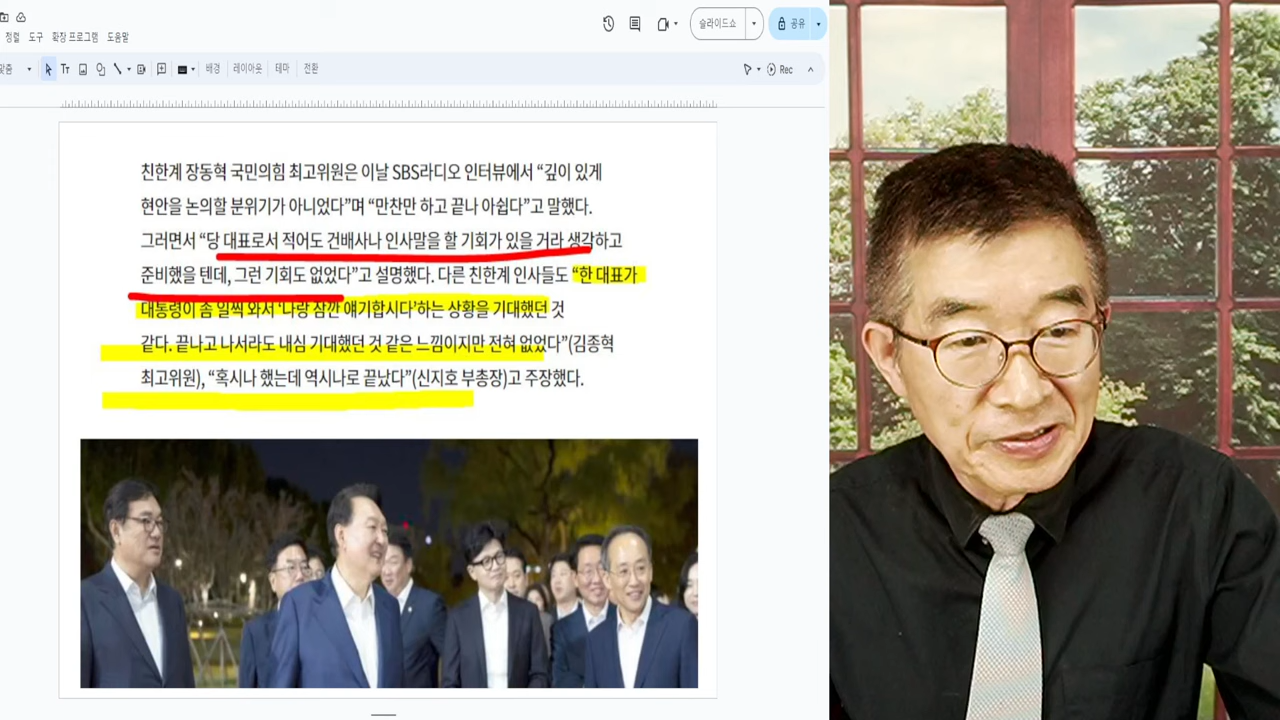 정렬 도구 확장 프로그램 도움말
슬라이드쇼
공유
맞춤
배경 레이아웃 테마 전환
Rec
친한계 장동혁 국민의힘 최고위원은 이날 SBS라디오 인터뷰에서 “깊이 있게
현안을 논의할 분위기가 아니었다”며 “만찬만 하고 끝나 아쉽다”고 말했다.
그러면서 “당 대표로서 적어도 건배사나 인사말을 할 기회가 있을 거라 생각하고
준비했을 텐데, 그런 기회도 없었다”고 설명했다. 다른 친한계 인사들도 “한 대표가
대통령이 좀 일찍 와서 ‘나랑 잠깐 얘기합시다’하는 상황을 기대했던 것
같다. 끝나고 나서라도 내심 기대했던 것 같은 느낌이지만 전혀 없었다”(김종혁
최고위원), “혹시나 했는데 역시나로 끝났다”(신지호 부총장)고 주장했다.